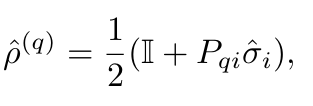 $\hat{\rho}^{(q)} = \frac{1}{2}(\mathbb{I} + P_{qi}\hat{\sigma}_i),$